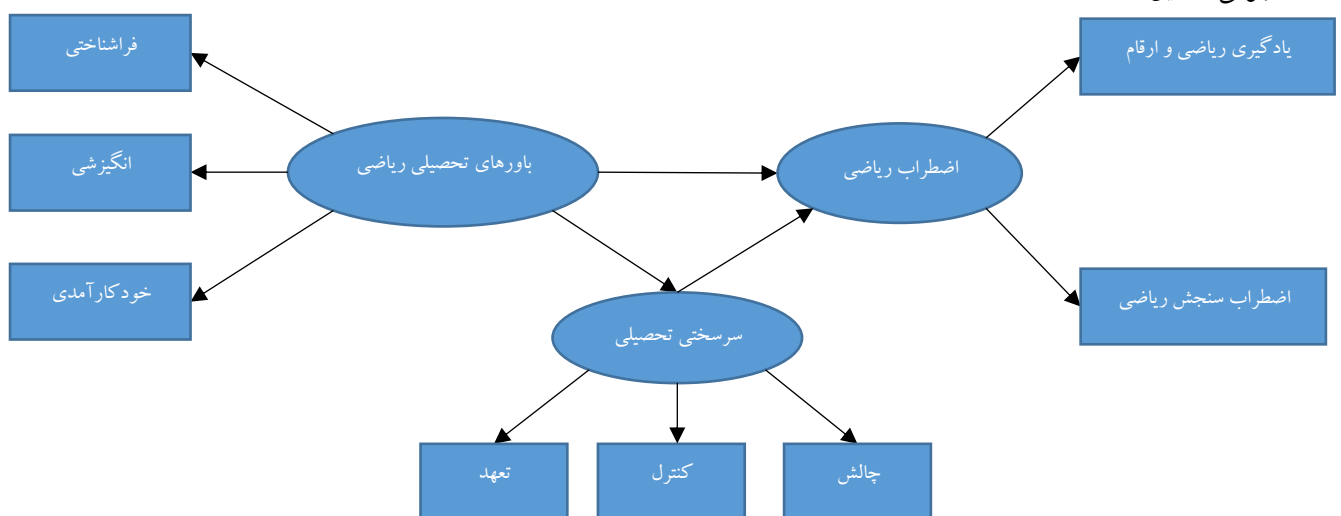 فراشناختی
یادگیری ریاضی و ارقام
انگیزشی
باورهای تحصیلی ریاضی
اضطراب ریاضی
خودکارآمدی
اضطراب سنجش ریاضی
سرسختی تحصیلی
چالش
کنترل
تعهد